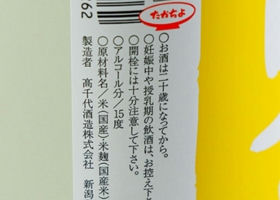 62
たかちよ
○お酒は二十歳になってから。
○妊娠中や授乳期の飲酒は、お控え下
○開栓には十分注意して下さい。
○アルコール分/15度
○原材料名/米(国産)米麹(国産米)
製造者 髙千代酒造株式会社 新潟